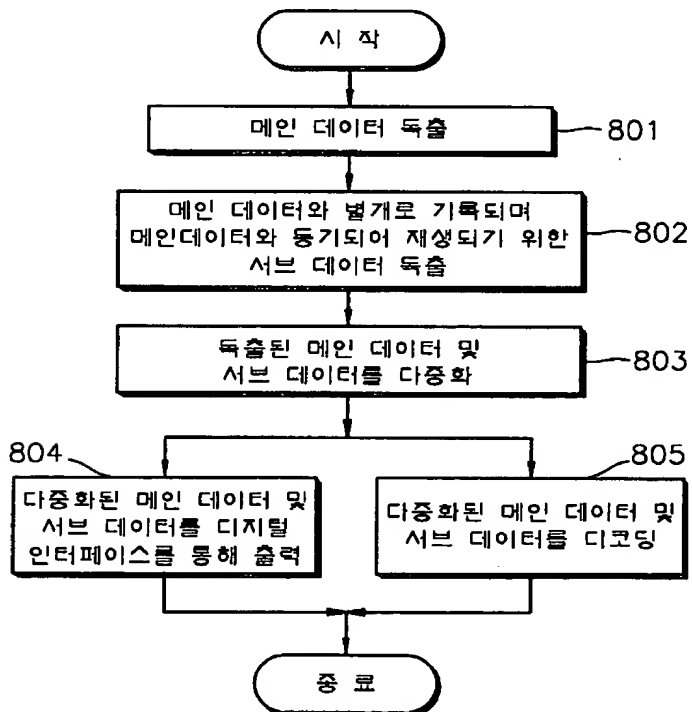 시 작
메인 데이터 독출
801
메인 데이터와 별개로 기록되며
메인데이터와 동기되어 재생되기 위한
서브 데이터 독출
802
독출된 메인 데이터 및
서브 데이터를 다중화
803
804
다중화된 메인 데이터 및
서브 데이터를 디지털
인터페이스를 통해 출력
805
다중화된 메인 데이터 및
서브 데이터를 디코딩
종 료